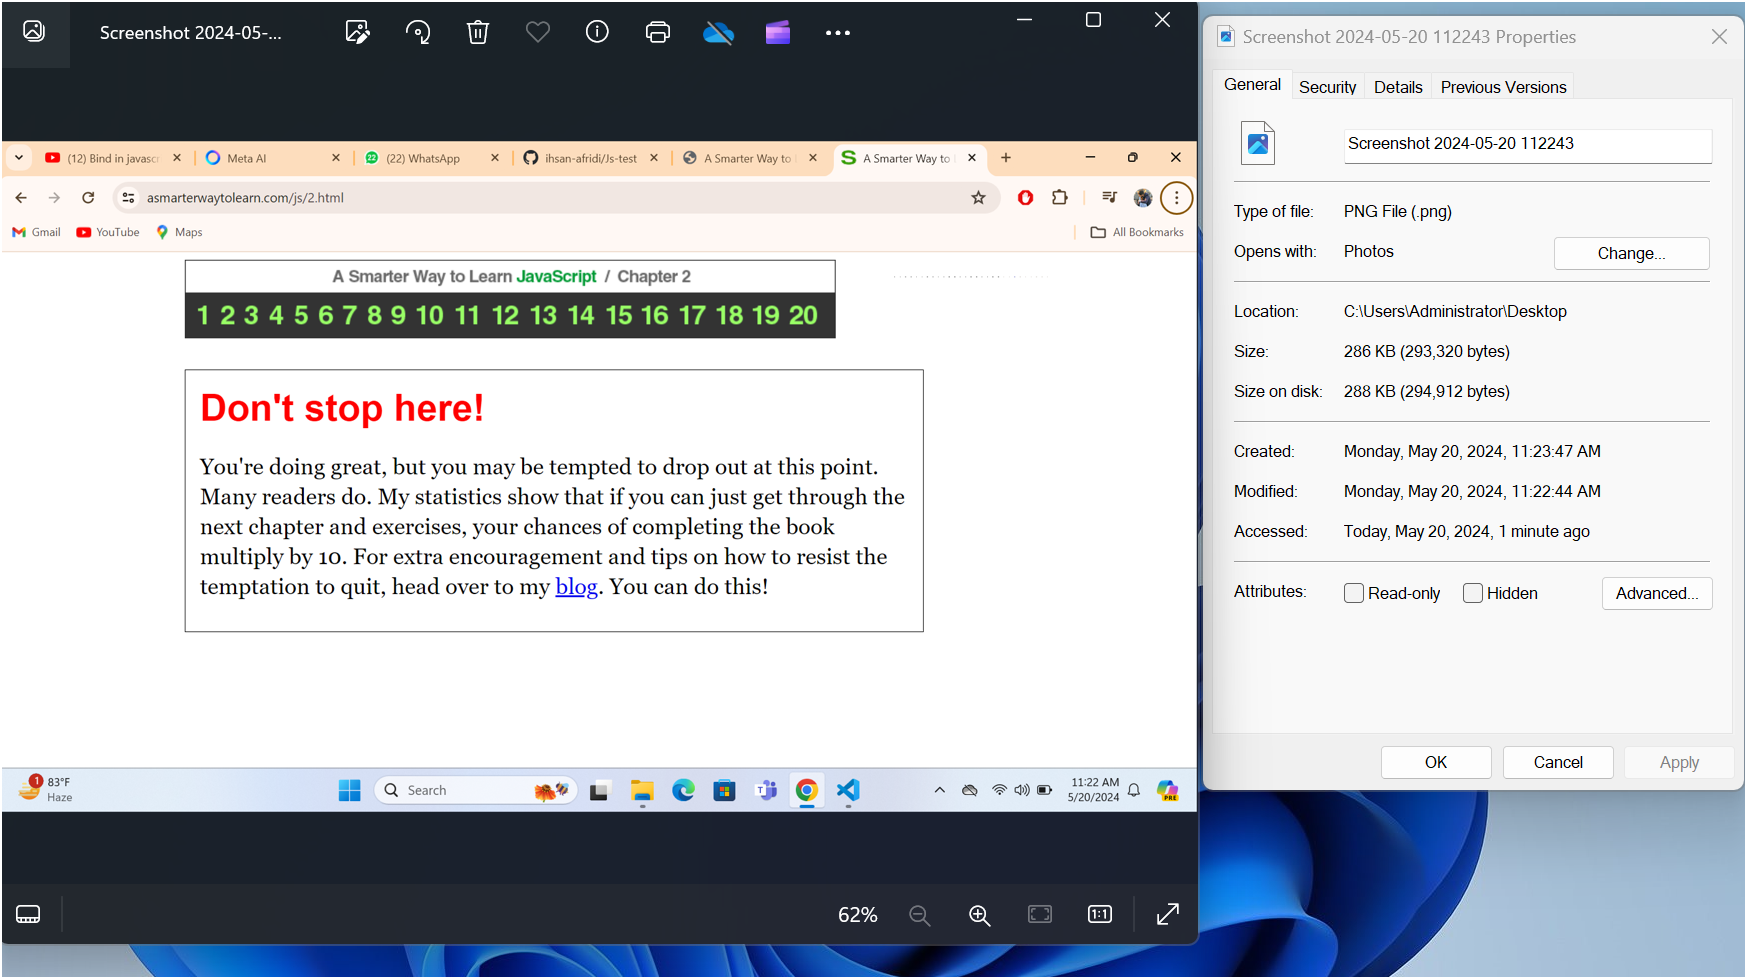 Screenshot 2024-05-...
(12) Bind in javasc
Meta AI
(22) WhatsApp
ihsan-afridi/Js-test
A Smarter Way to
A Smarter Way to
asmarterwaytolearn.com/js/2.html
Gmail
YouTube
Maps
All Bookmarks
A Smarter Way to Learn JavaScript / Chapter 2
1 2 3 4 5 6 7 8 9 10 11 12 13 14 15 16 17 18 19 20
Don't stop here!
You're doing great, but you may be tempted to drop out at this point.
Many readers do. My statistics show that if you can just get through the
next chapter and exercises, your chances of completing the book
multiply by 10. For extra encouragement and tips on how to resist the
temptation to quit, head over to my blog. You can do this!
1
83°F
Haze
Search
11:22 AM
5/20/2024
PRE
62%
1:1
Screenshot 2024-05-20 112243 Properties
General
Security
Details
Previous Versions
Screenshot 2024-05-20 112243
Type of file: PNG File (.png)
Opens with: Photos
Change...
Location: C:\Users\Administrator\Desktop
Size: 286 KB (293,320 bytes)
Size on disk: 288 KB (294,912 bytes)
Created: Monday, May 20, 2024, 11:23:47 AM
Modified: Monday, May 20, 2024, 11:22:44 AM
Accessed: Today, May 20, 2024, 1 minute ago
Attributes: Read-only Hidden
Advanced...
OK
Cancel
Apply